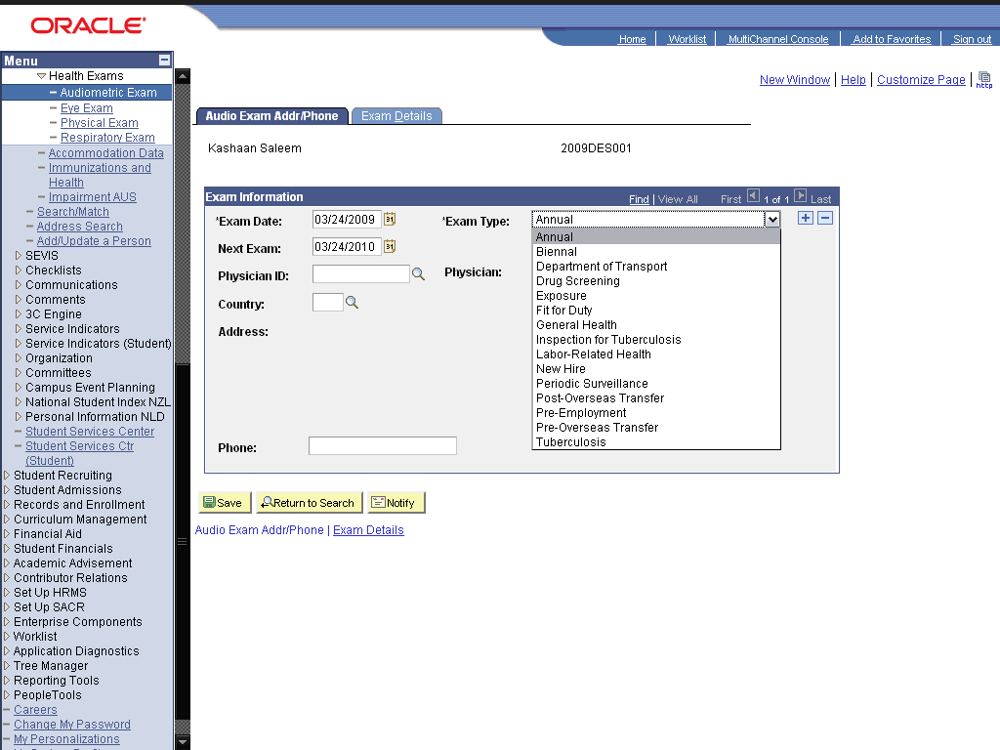 ORACLE
Home
Worklist
MultiChannel Console
Add to Favorites
Sign out
Menu
New Window
Help
Customize Page
http
Health Exams
Audiometric Exam
Eye Exam
Physical Exam
Respiratory Exam
Accommodation Data
Immunizations and
Health
Impairment AUS
Search/Match
Address Search
Add/Update a Person
SEVIS
Checklists
Communications
Comments
3C Engine
Service Indicators
Service Indicators (Student)
Organization
Committees
Campus Event Planning
National Student Index NZL
Personal Information NLD
Student Services Center
Student Services Ctr
(Student)
Student Recruiting
Student Admissions
Records and Enrollment
Curriculum Management
Financial Aid
Student Financials
Academic Advisement
Contributor Relations
Set Up HRMS
Set Up SACR
Enterprise Components
Worklist
Application Diagnostics
Tree Manager
Reporting Tools
PeopleTools
Careers
Change My Password
My Personalizations
Audio Exam Addr/Phone
Exam Details
Kashaan Saleem
2009DES001
Exam Information
Find | View All
First 1 of 1 Last
*Exam Date: 03/24/2009
*Exam Type: Annual
Next Exam: 03/24/2010
Physician ID:
Physician:
Country:
Address:
Phone:
Annual
Biennal
Department of Transport
Drug Screening
Exposure
Fit for Duty
General Health
Inspection for Tuberculosis
Labor-Related Health
New Hire
Periodic Surveillance
Post-Overseas Transfer
Pre-Employment
Pre-Overseas Transfer
Tuberculosis
Save
Return to Search
Notify
Audio Exam Addr/Phone | Exam Details